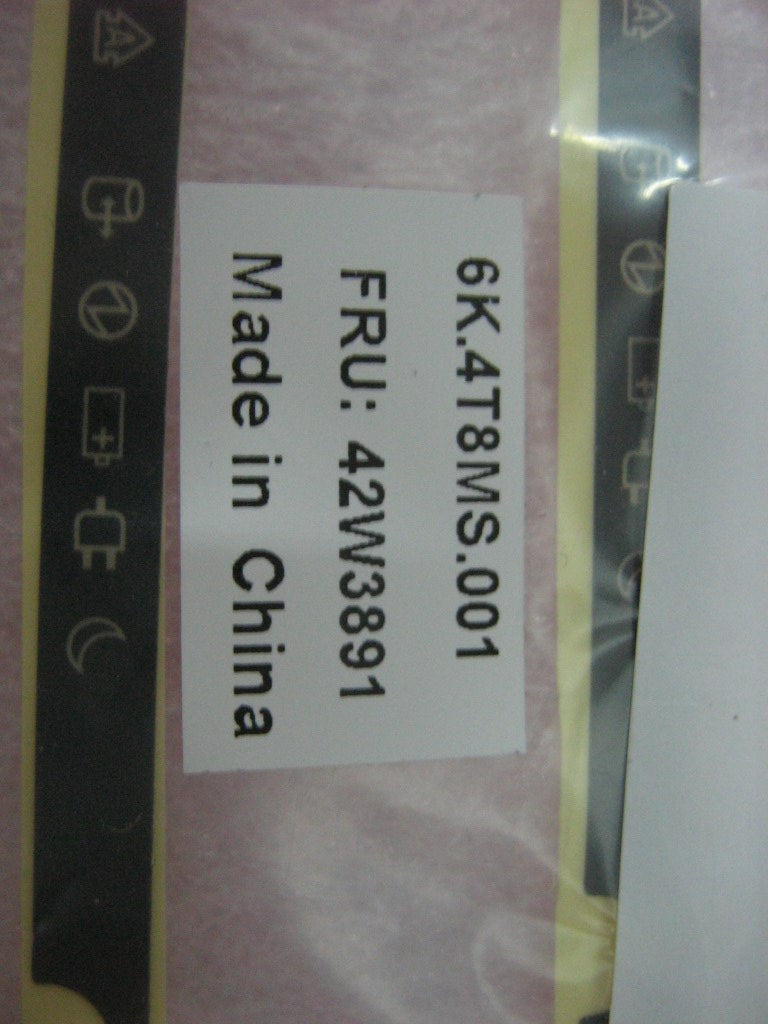 6K.4T8MS.001
FRU: 42W3891
Made in China
A
A